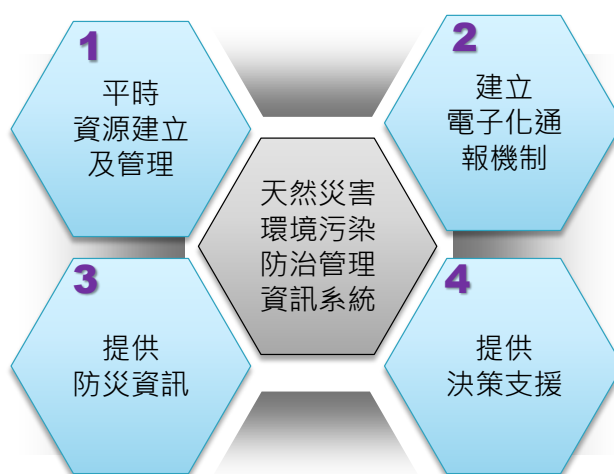 1
平時
資源建立
及管理
2
建立
電子化通
報機制
天然災害
環境污染
防治管理
資訊系統
3
提供
防災資訊
4
提供
決策支援